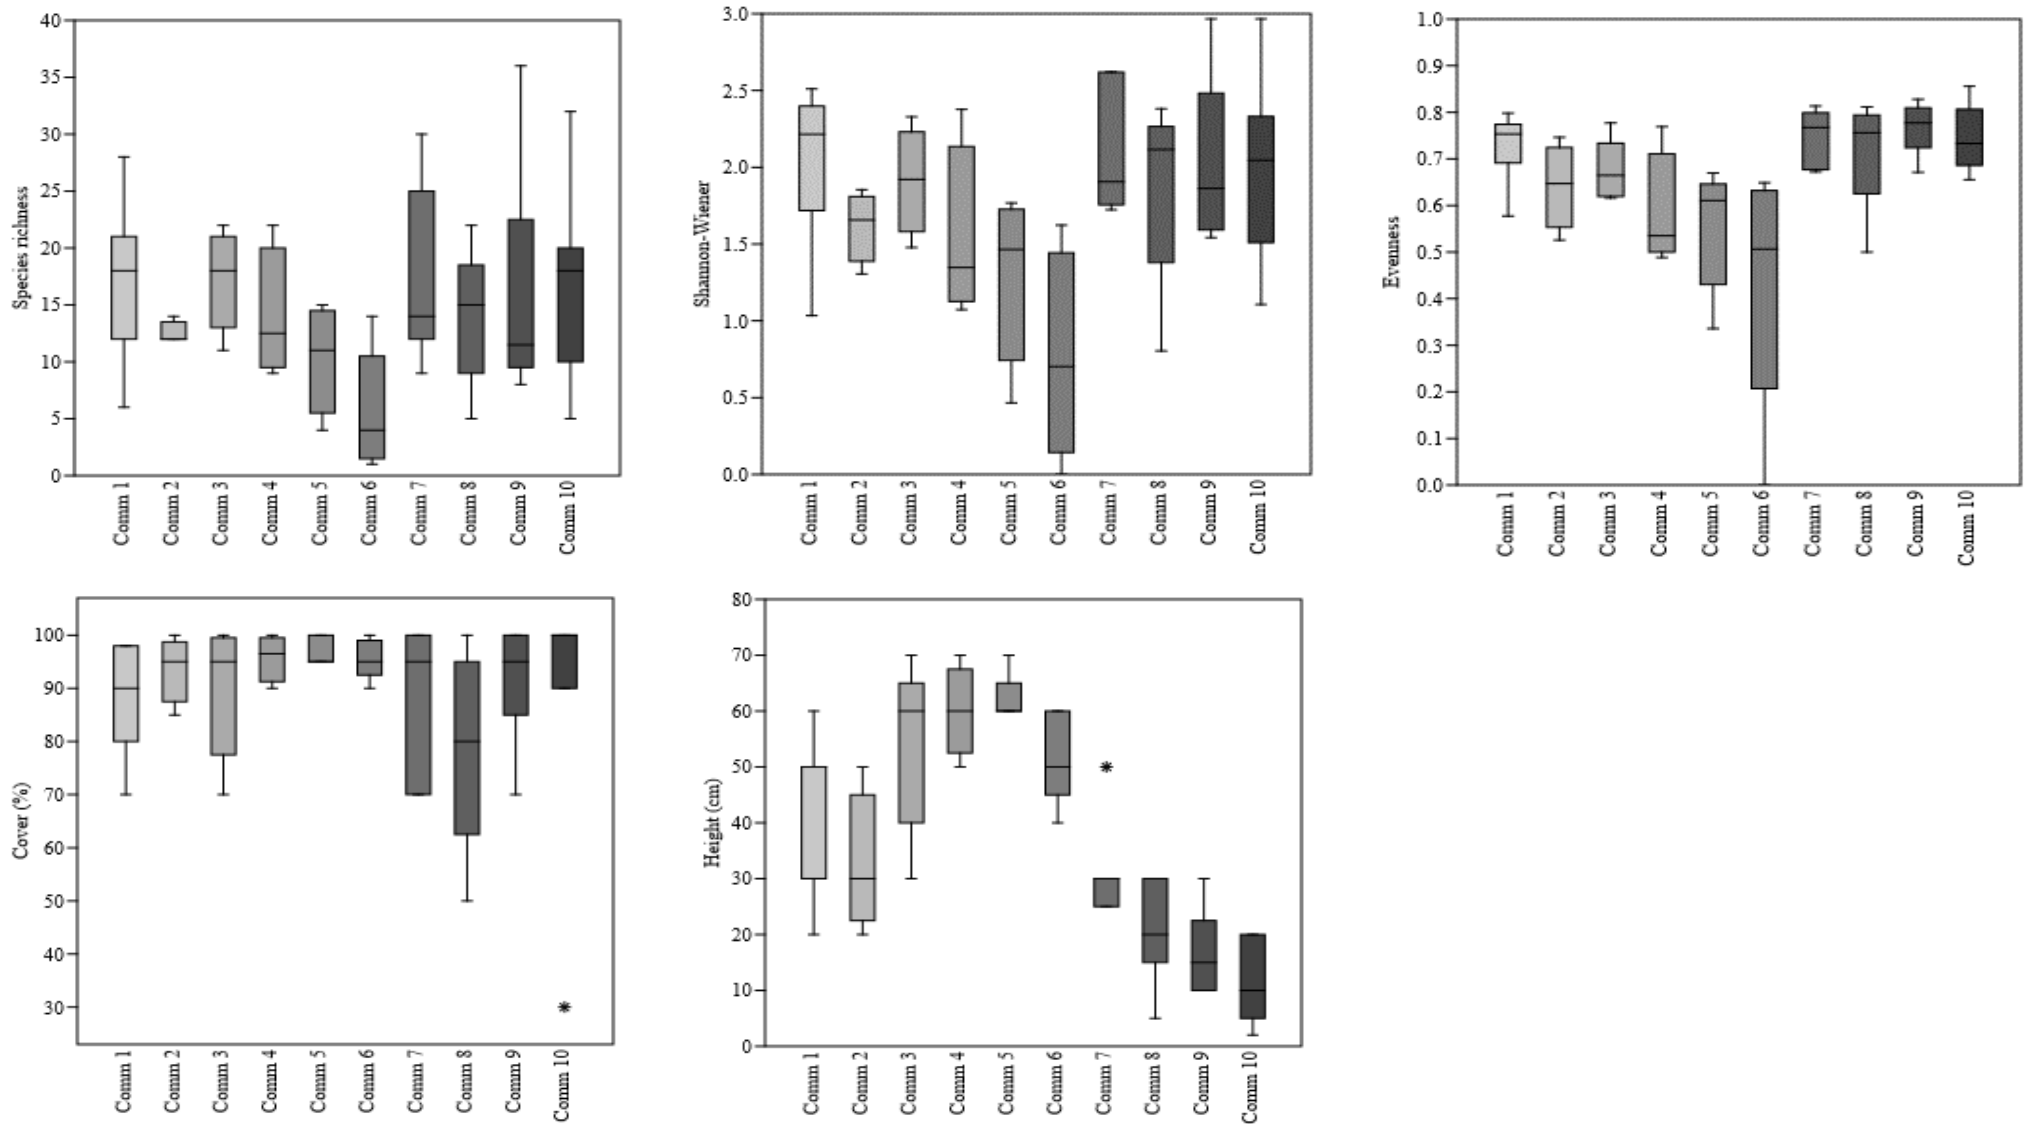 Species richness
40
35
30
25
20
15
10
5
0
Comm 1
Comm 2
Comm 3
Comm 4
Comm 5
Comm 6
Comm 7
Comm 8
Comm 9
Comm 10
Shannon-Wiener
3.0
2.5
2.0
1.5
1.0
0.5
0.0
Comm 1
Comm 2
Comm 3
Comm 4
Comm 5
Comm 6
Comm 7
Comm 8
Comm 9
Comm 10
Evenness
1.0
0.9
0.8
0.7
0.6
0.5
0.4
0.3
0.2
0.1
0.0
Comm 1
Comm 2
Comm 3
Comm 4
Comm 5
Comm 6
Comm 7
Comm 8
Comm 9
Comm 10
Cover (%)
100
90
80
70
60
50
40
30
Comm 1
Comm 2
Comm 3
Comm 4
Comm 5
Comm 6
Comm 7
Comm 8
Comm 9
Comm 10
Height (cm)
80
70
60
50
40
30
20
10
0
Comm 1
Comm 2
Comm 3
Comm 4
Comm 5
Comm 6
Comm 7
Comm 8
Comm 9
Comm 10